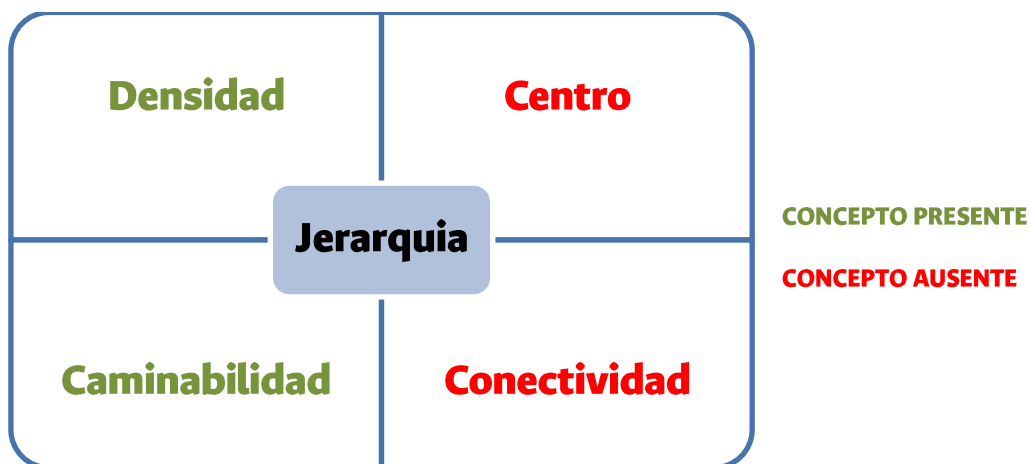 Densidad
Centro
Jerarquia
Caminabilidad
Conectividad
CONCEPTO PRESENTE
CONCEPTO AUSENTE